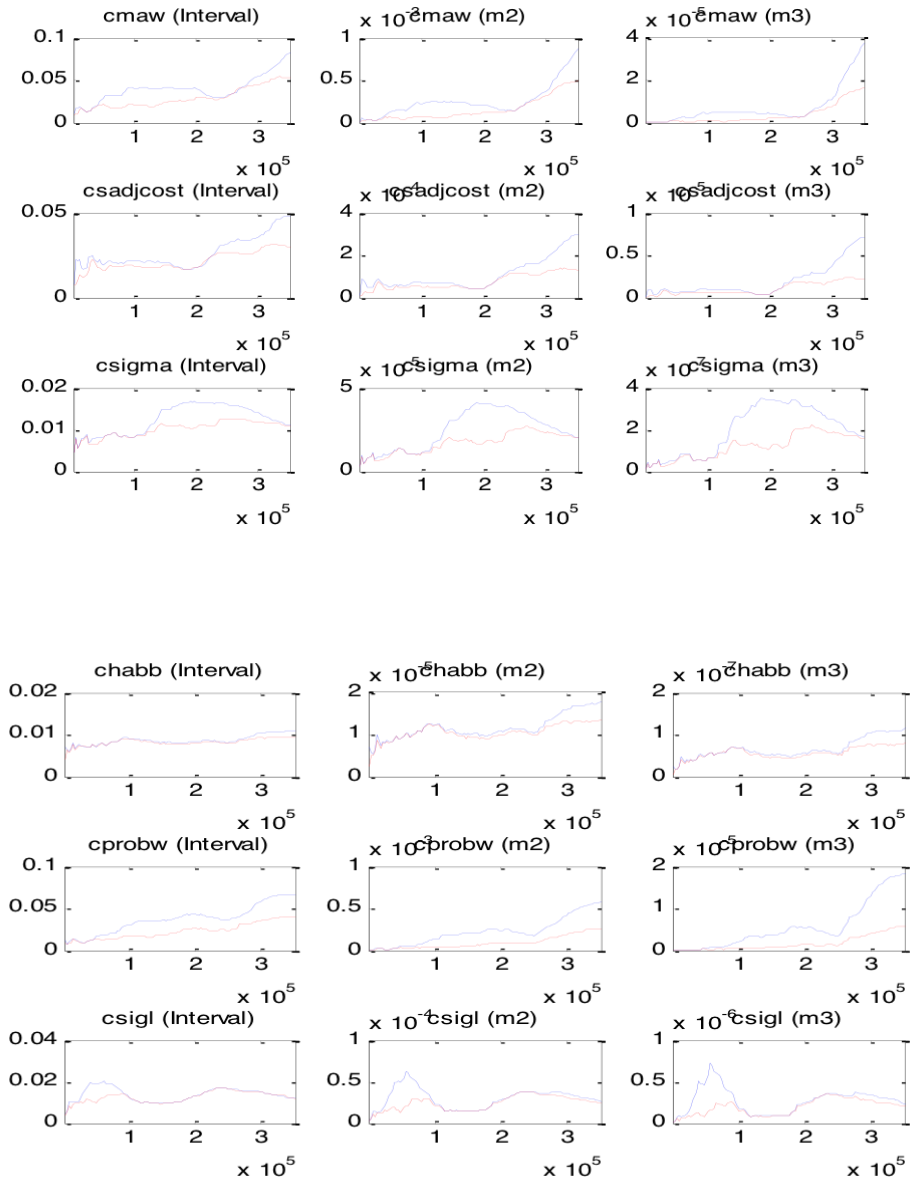 cmaw (Interval)
x 10^-3 cmaw (m2)
x 10^-5 cmaw (m3)
0.1
0.05
0
1
0.5
0
4
2
0
1 2 3
1 2 3
1 2 3
x 10^5
x 10^5
x 10^5
csadjcost (Interval)
x 10^-4 csadjcost (m2)
x 10^-5 csadjcost (m3)
0.05
0
4
2
0
1
0.5
0
1 2 3
1 2 3
1 2 3
x 10^5
x 10^5
x 10^5
csigma (Interval)
x 10^-5 csigma (m2)
x 10^-7 csigma (m3)
0.02
0.01
0
5
0
4
2
0
1 2 3
1 2 3
1 2 3
x 10^5
x 10^5
x 10^5
chabb (Interval)
x 10^-5 chabb (m2)
x 10^-7 chabb (m3)
0.02
0.01
0
2
1
0
2
1
0
1 2 3
1 2 3
1 2 3
x 10^5
x 10^5
x 10^5
cprobw (Interval)
x 10^-3 cprobw (m2)
x 10^-5 cprobw (m3)
0.1
0.05
0
1
0.5
0
2
1
0
1 2 3
1 2 3
1 2 3
x 10^5
x 10^5
x 10^5
csigl (Interval)
x 10^-4 csigl (m2)
x 10^-6 csigl (m3)
0.04
0.02
0
1
0.5
0
1
0.5
0
1 2 3
1 2 3
1 2 3
x 10^5
x 10^5
x 10^5